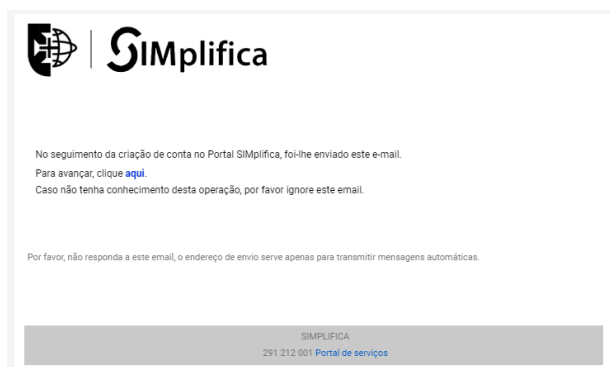 SIMplifica
No seguimento da criação de conta no Portal SIMplifica, foi-lhe enviado este e-mail.
Para avançar, clique aqui.
Caso não tenha conhecimento desta operação, por favor ignore este email.
Por favor, não responda a este email, o endereço de envio serve apenas para transmitir mensagens automáticas.
SIMPLIFICA
291 212 001 Portal de serviços